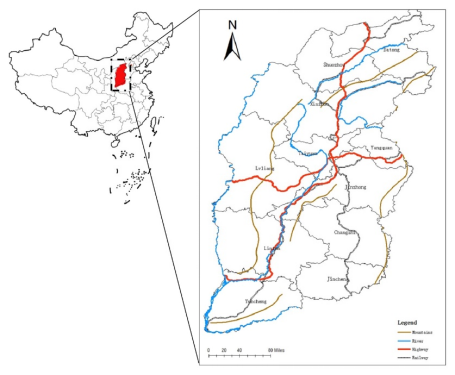 N
Datong
Shuozhou
Xinzhou
Yangquan
Taiyuan
Lvliang
Jinzhong
Changzhi
Linfen
Jincheng
Yuncheng
Legend
Mountains
River
Highway
Railway
0 20 40 80 Miles